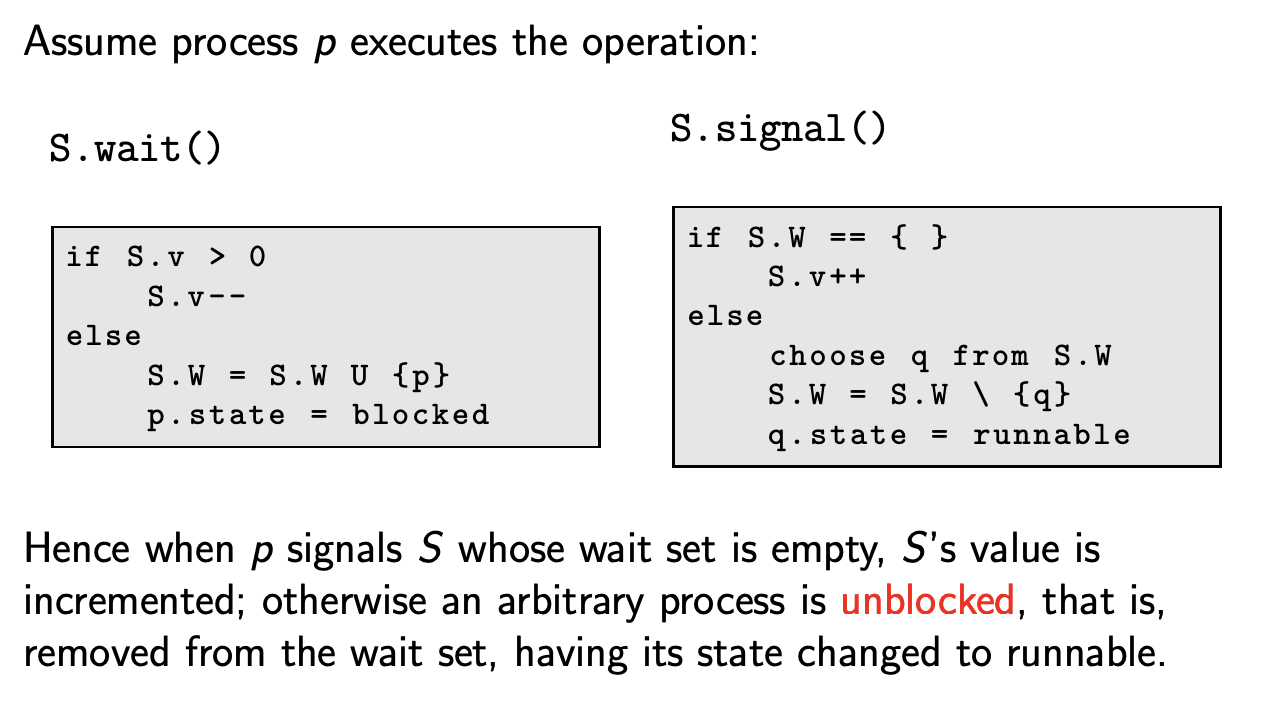 Assume process p executes the operation:
S.wait()
if S.v > 0
S.v--
else
S.W = S.W U {p}
p.state = blocked
S.signal()
if S.W == { }
S.v++
else
choose q from S.W
S.W = S.W \ {q}
q.state = runnable
Hence when p signals S whose wait set is empty, S's value is
incremented; otherwise an arbitrary process is unblocked, that is,
removed from the wait set, having its state changed to runnable.